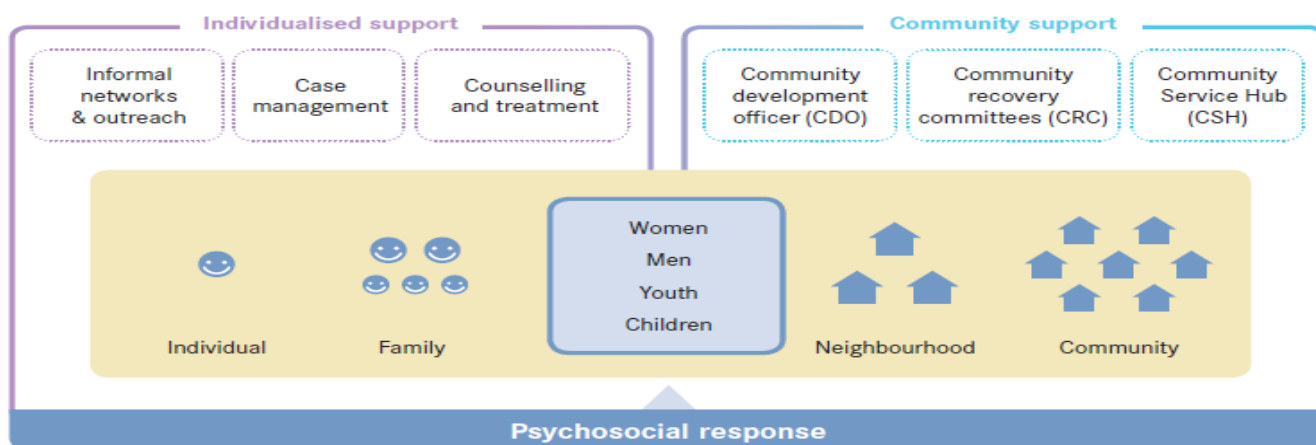 Individualised support
Community support
Informal
networks
& outreach
Case
management
Counselling
and treatment
Community
development
officer (CDO)
Community
recovery
committees (CRC)
Community
Service Hub
(CSH)
Women
Men
Youth
Children
Individual
Family
Neighbourhood
Community
Psychosocial response